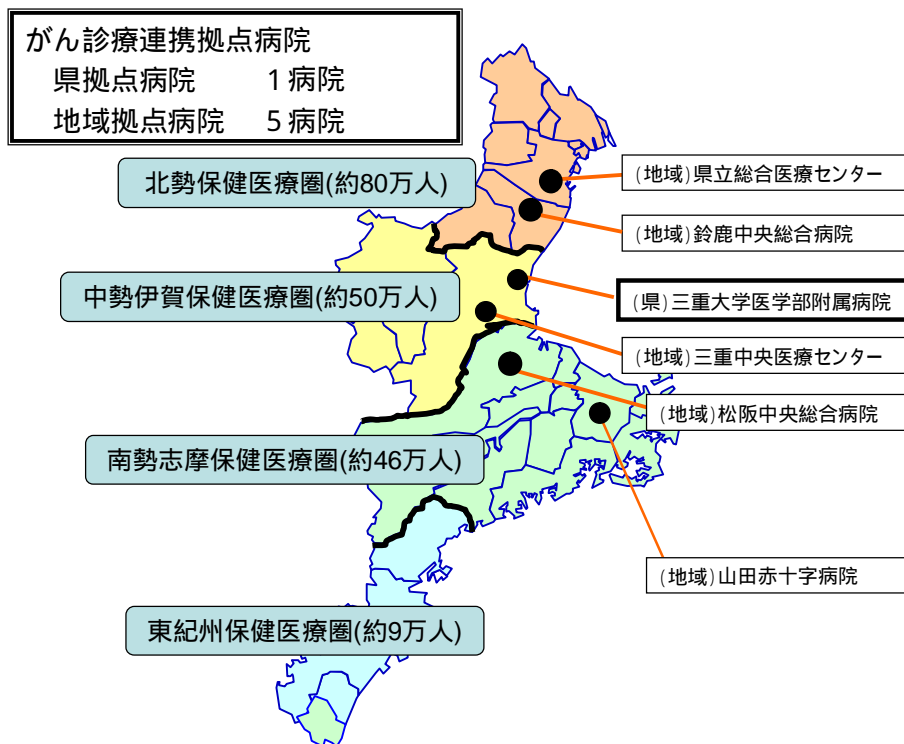 がん診療連携拠点病院
県拠点病院 1病院
地域拠点病院 5病院
北勢保健医療圏(約80万人)
(地域)県立総合医療センター
(地域)鈴鹿中央総合病院
中勢伊賀保健医療圏(約50万人)
(県)三重大学医学部附属病院
(地域)三重中央医療センター
(地域)松阪中央総合病院
南勢志摩保健医療圏(約46万人)
(地域)山田赤十字病院
東紀州保健医療圏(約9万人)